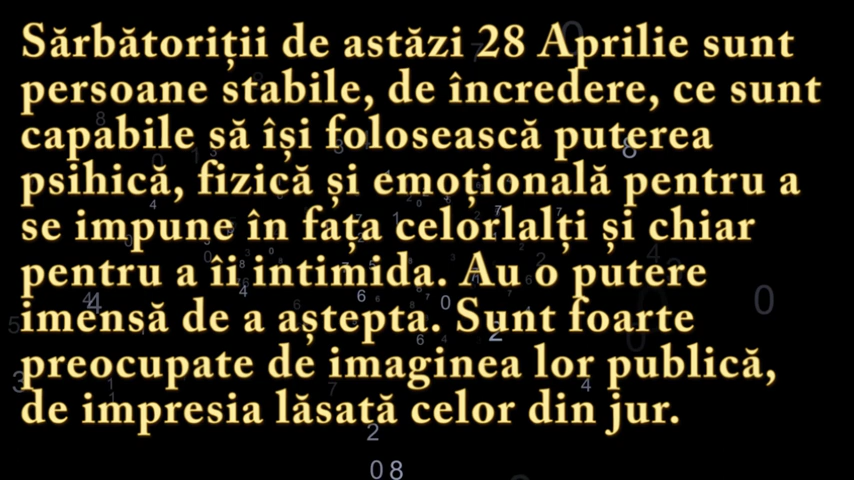 Sărbătoriții de astăzi 28 Aprilie sunt
persoane stabile, de încredere, ce sunt
capabile să își folosească puterea
psihică, fizică și emoțională pentru a
se impune în fața celorlalți și chiar
pentru a îi intimida. Au o putere
imensă de a aștepta. Sunt foarte
preocupate de imaginea lor publică,
de impresia lăsată celor din jur.